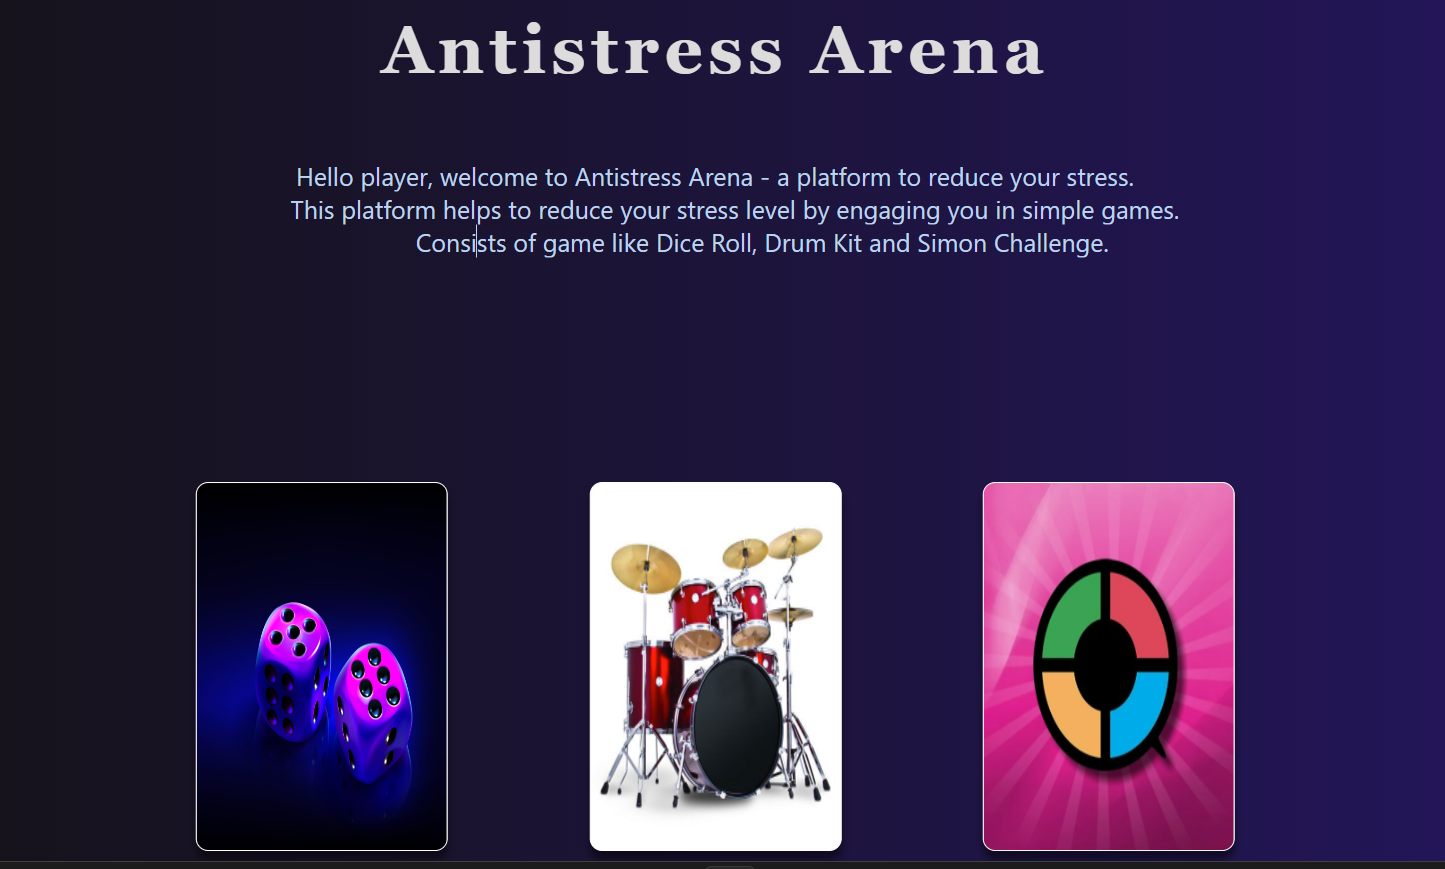 Antistress Arena
Hello player, welcome to Antistress Arena - a platform to reduce your stress.
This platform helps to reduce your stress level by engaging you in simple games.
Consists of game like Dice Roll, Drum Kit and Simon Challenge.